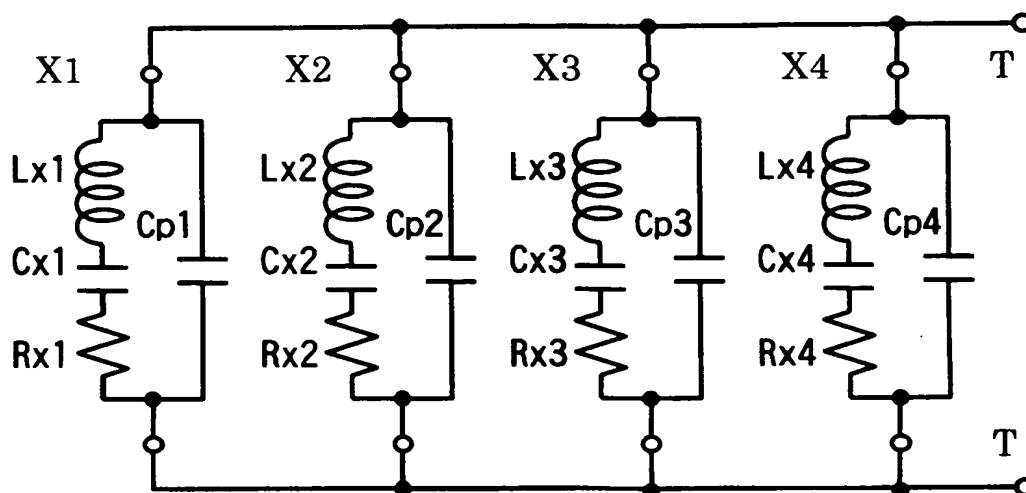 X1 X2 X3 X4 T
Lx1 Lx2 Lx3 Lx4
Cp1 Cp2 Cp3 Cp4
Cx1 Cx2 Cx3 Cx4
Rx1 Rx2 Rx3 Rx4
T